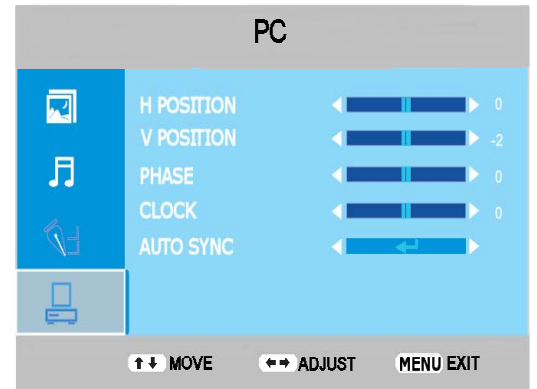 PC
H POSITION 0
V POSITION -2
PHASE 0
CLOCK 0
AUTO SYNC
MOVE ADJUST MENU EXIT